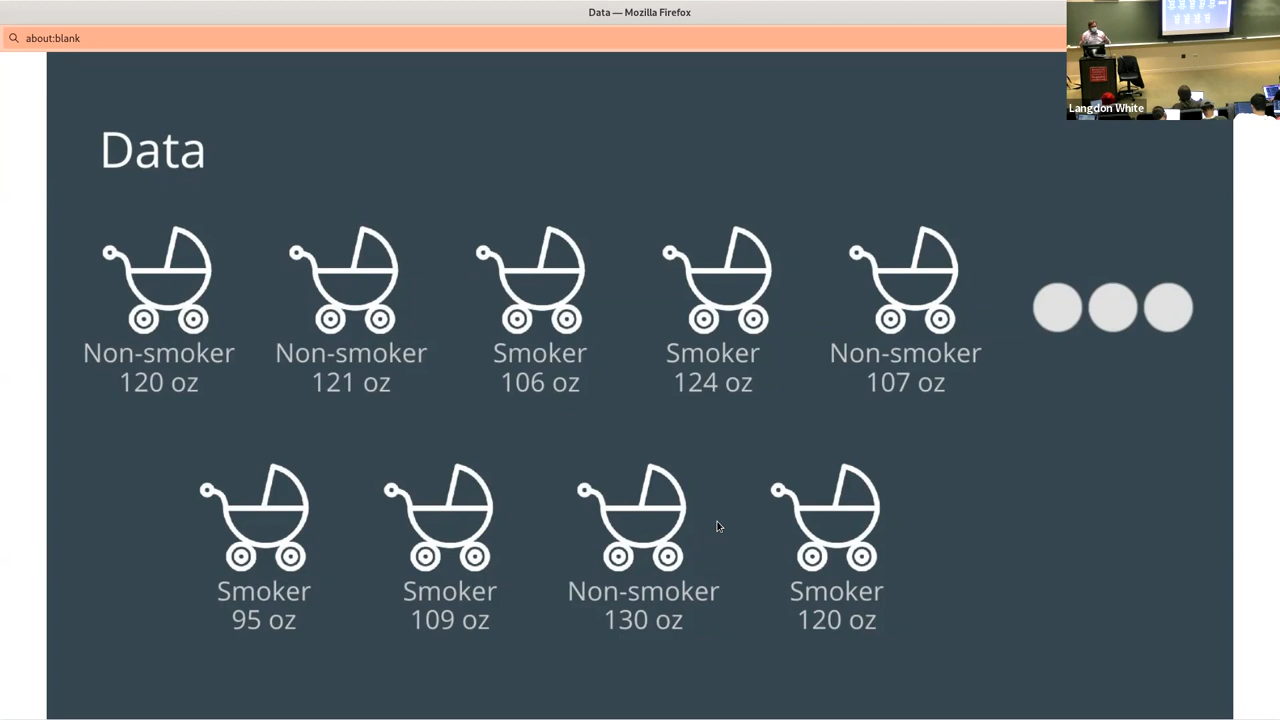 Data — Mozilla Firefox
about:blank
Langdon White
Data
Non-smoker
120 oz
Non-smoker
121 oz
Smoker
106 oz
Smoker
124 oz
Non-smoker
107 oz
Smoker
95 oz
Smoker
109 oz
Non-smoker
130 oz
Smoker
120 oz